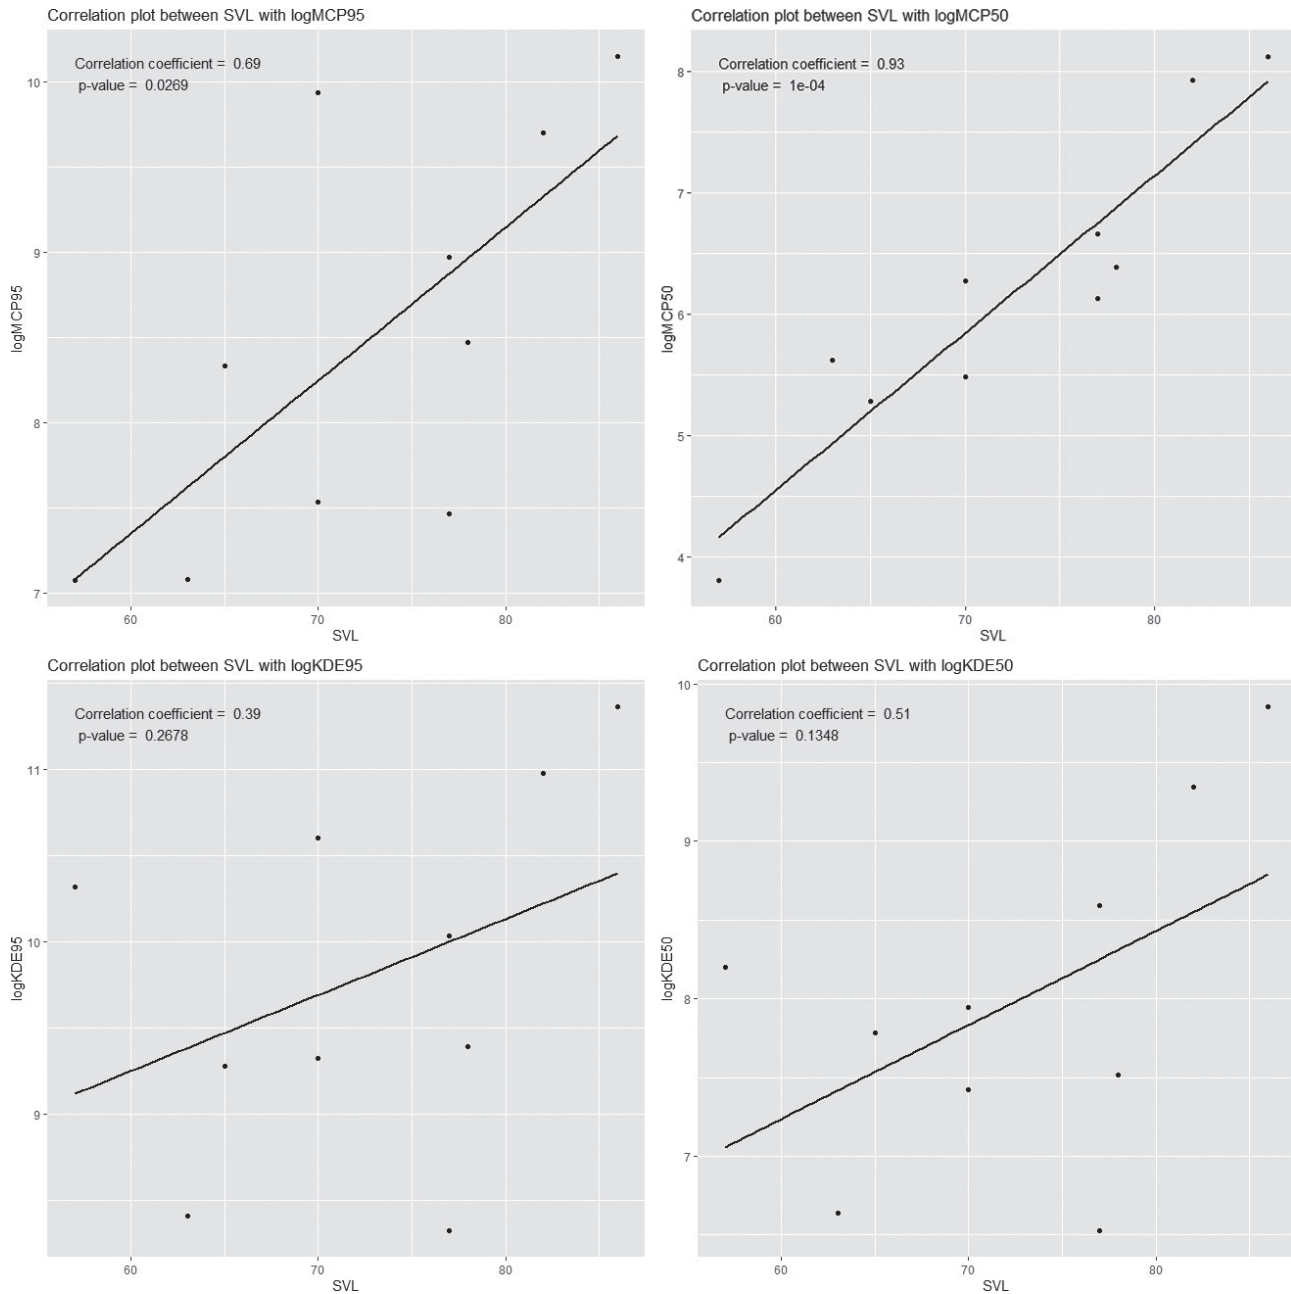 Correlation plot between SVL with logMCP95
Correlation coefficient = 0.69
p-value = 0.0269
10
9
8
7
logMCP95
60 70 80
SVL
Correlation plot between SVL with logMCP50
Correlation coefficient = 0.93
p-value = 1e-04
8
7
6
5
4
logMCP50
60 70 80
SVL
Correlation plot between SVL with logKDE95
Correlation coefficient = 0.39
p-value = 0.2678
11
10
9
logKDE95
60 70 80
SVL
Correlation plot between SVL with logKDE50
Correlation coefficient = 0.51
p-value = 0.1348
10
9
8
7
logKDE50
60 70 80
SVL